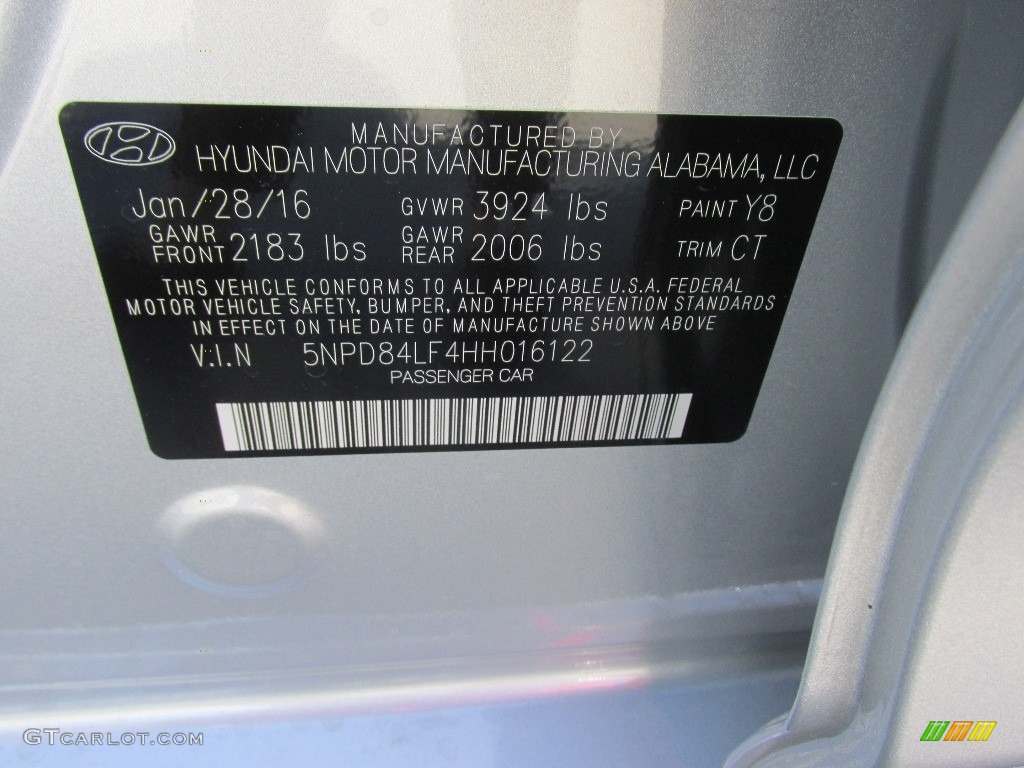 MANUFACTURED BY
HYUNDAI MOTOR MANUFACTURING ALABAMA, LLC
Jan/28/16 GVWR 3924 lbs PAINT Y8
GAWR FRONT 2183 lbs GAWR REAR 2006 lbs TRIM CT
THIS VEHICLE CONFORMS TO ALL APPLICABLE U.S.A. FEDERAL
MOTOR VEHICLE SAFETY, BUMPER, AND THEFT PREVENTION STANDARDS
IN EFFECT ON THE DATE OF MANUFACTURE SHOWN ABOVE
V.I.N 5NPD84LF4HH016122
PASSENGER CAR
GTCARLOT.COM